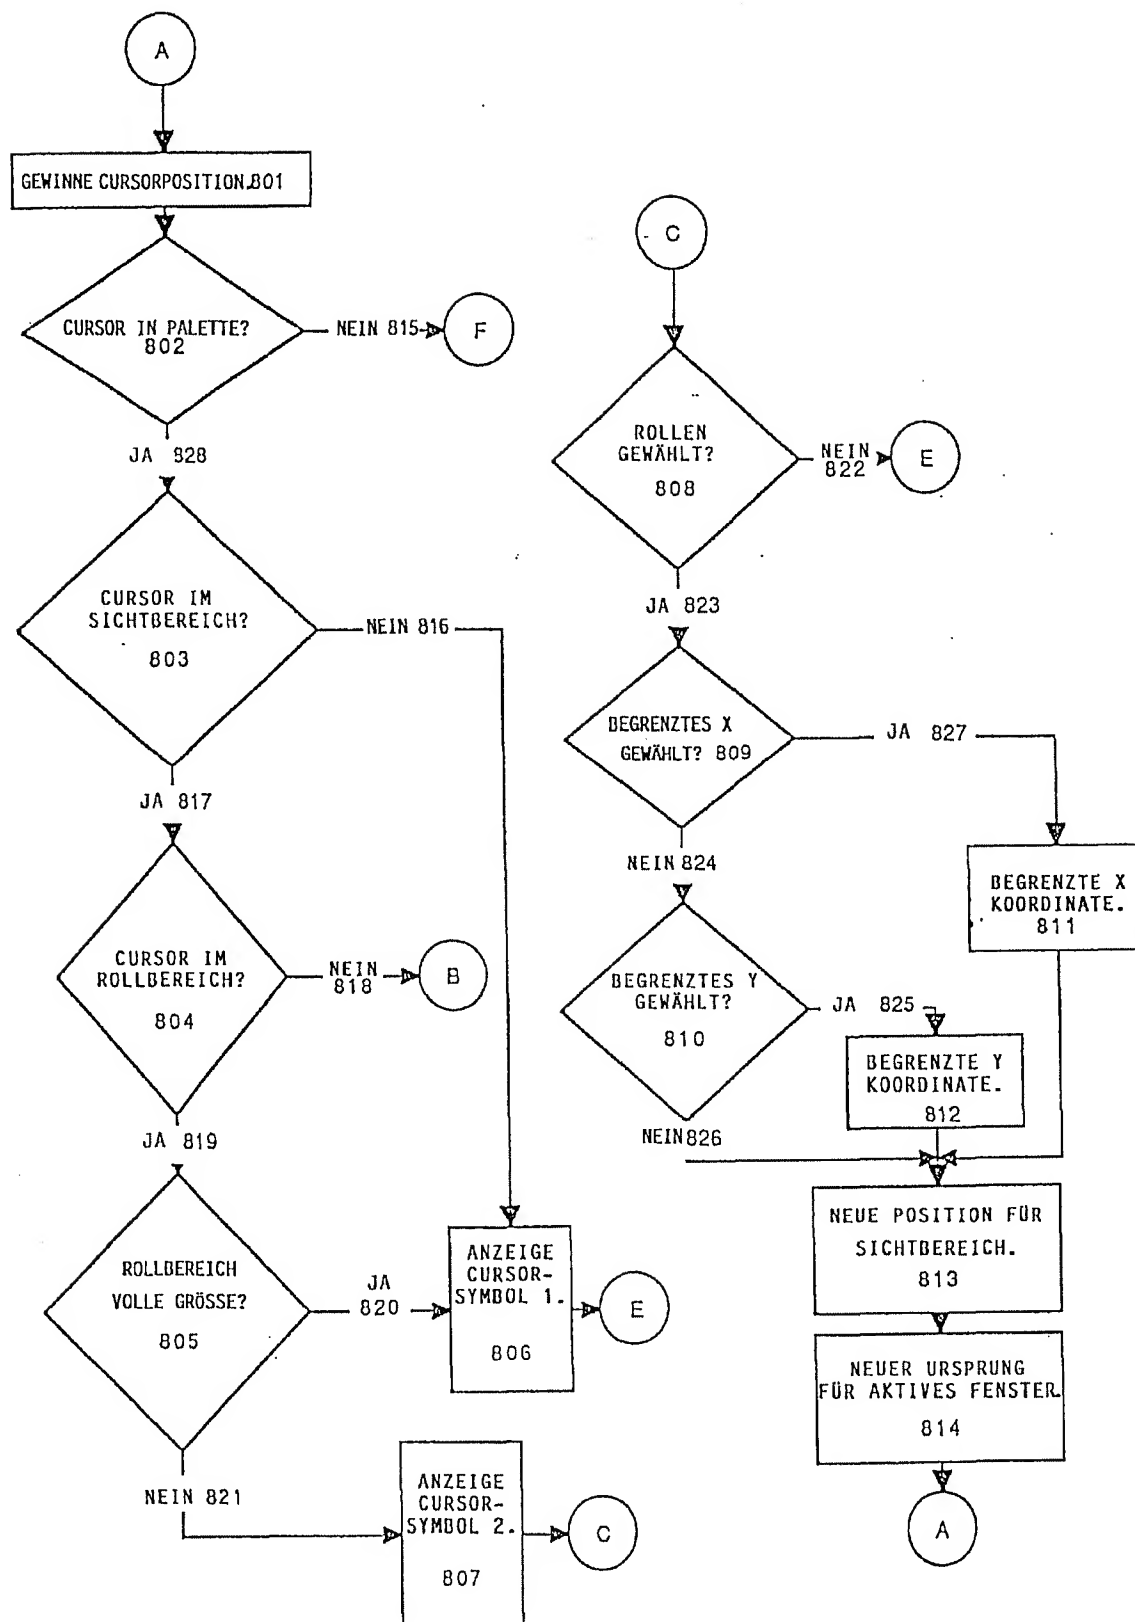 A
GEWINNE CURSORPOSITION.801
CURSOR IN PALETTE?
802
NEIN 815
F
JA 828
CURSOR IM
SICHTBEREICH?
803
NEIN 816
JA 817
CURSOR IM
ROLLBEREICH?
804
NEIN
818
B
JA 819
ROLLBEREICH
VOLLE GRÖSSE?
805
JA
820
ANZEIGE
CURSOR-
SYMBOL 1.
806
E
NEIN 821
ANZEIGE
CURSOR-
SYMBOL 2.
807
C
C
ROLLEN
GEWÄHLT?
808
NEIN
822
E
JA 823
BEGRENZTES X
GEWÄHLT? 809
JA 827
NEIN 824
BEGRENZTE X
KOORDINATE.
811
BEGRENZTES Y
GEWÄHLT?
810
JA 825
BEGRENZTE Y
KOORDINATE.
812
NEIN 826
NEUE POSITION FÜR
SICHTBEREICH.
813
NEUER URSPRUNG
FÜR AKTIVES FENSTER.
814
A